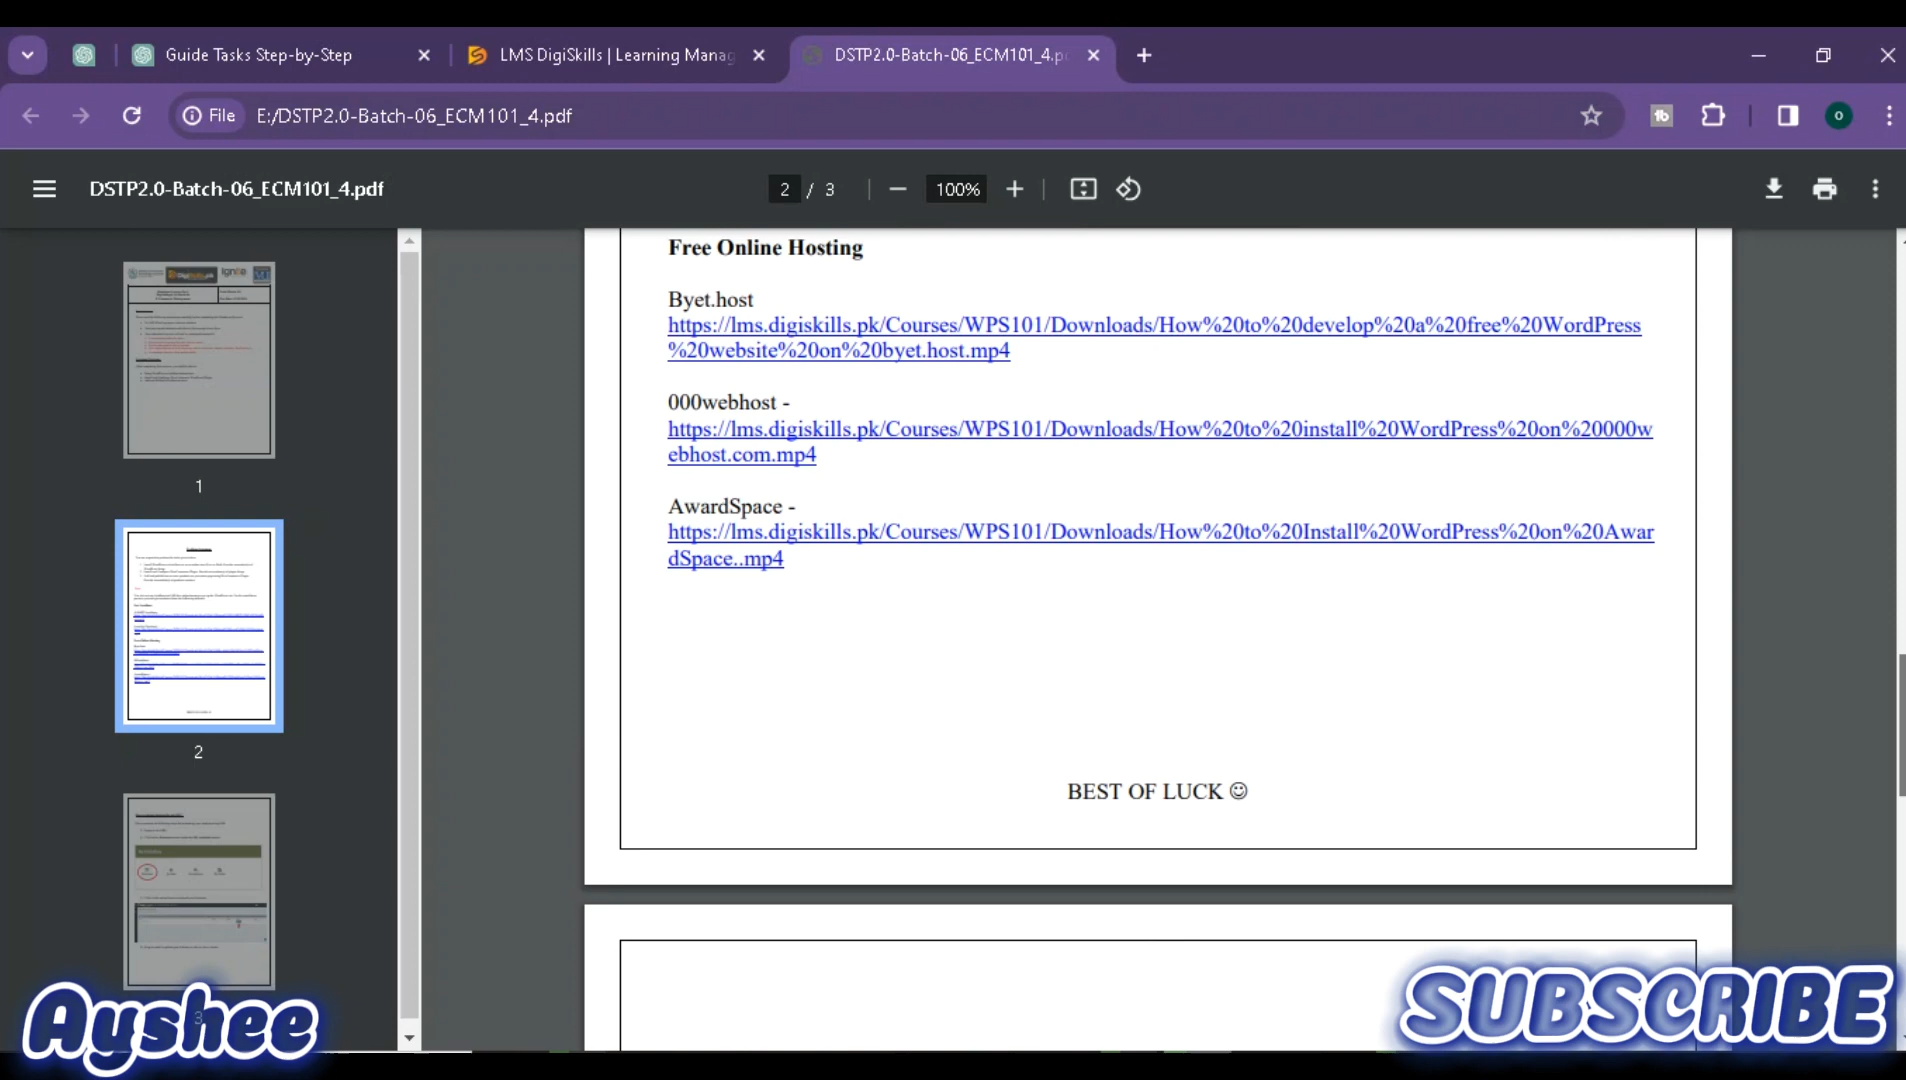 Guide Tasks Step-by-Step
LMS DigiSkills | Learning Manag
DSTP2.0-Batch-06_ECM101_4.p
File
E:/DSTP2.0-Batch-06_ECM101_4.pdf
DSTP2.0-Batch-06_ECM101_4.pdf
2 / 3
100%
Free Online Hosting
Byet.host
https://lms.digiskills.pk/Courses/WPS101/Downloads/How%20to%20develop%20a%20free%20WordPress
%20website%20on%20byet.host.mp4
000webhost -
https://lms.digiskills.pk/Courses/WPS101/Downloads/How%20to%20install%20WordPress%20on%20000w
ebhost.com.mp4
AwardSpace -
https://lms.digiskills.pk/Courses/WPS101/Downloads/How%20to%20Install%20WordPress%20on%20Awar
dSpace..mp4
BEST OF LUCK ☺
1
2
3
Ayshee
SUBSCRIBE